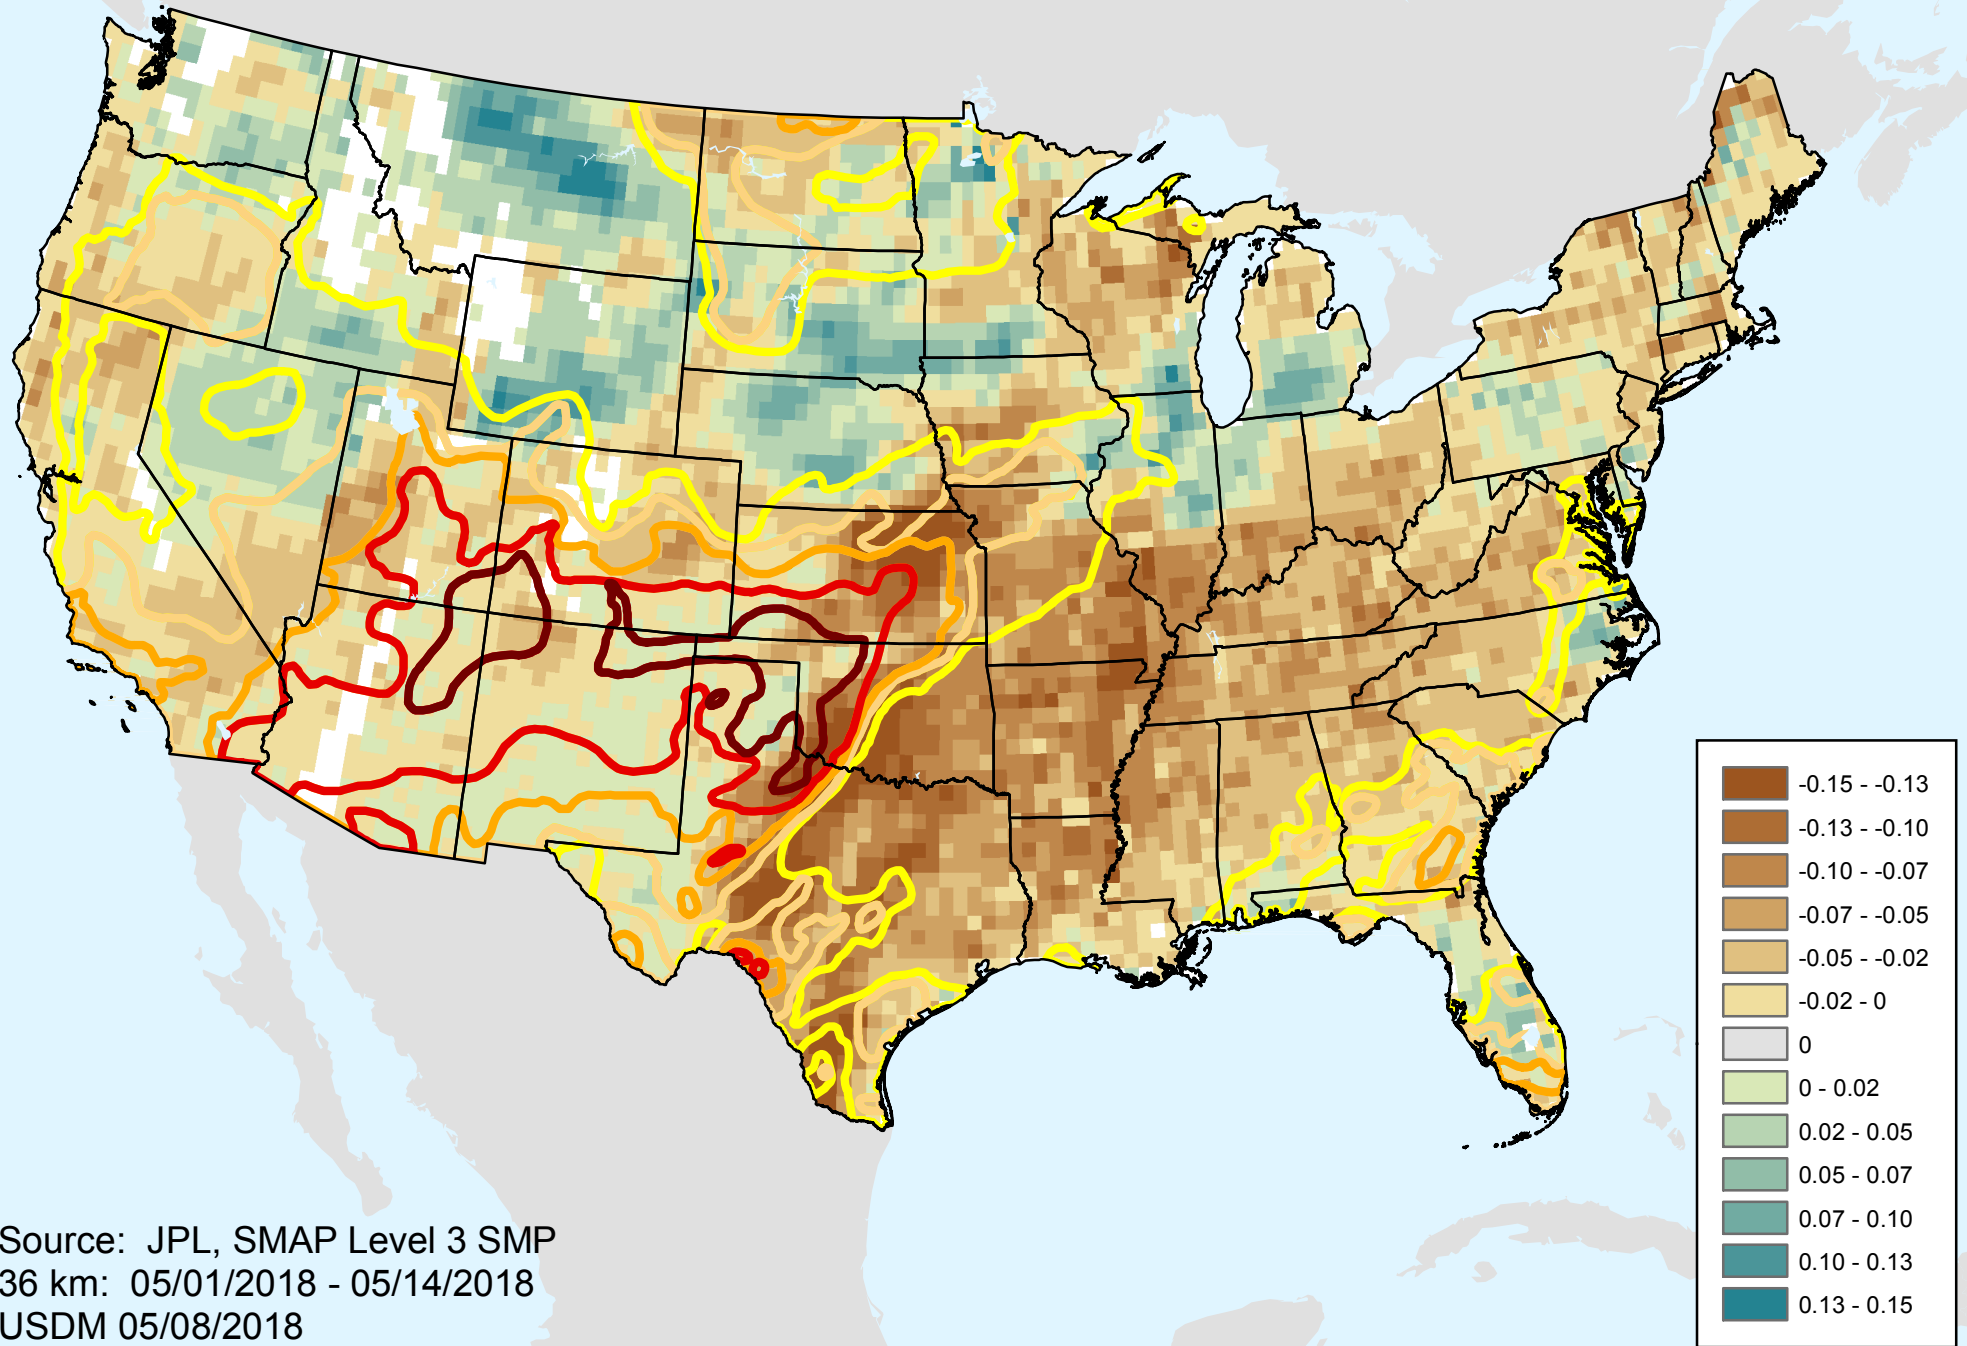 -0.15 - -0.13
-0.13 - -0.10
-0.10 - -0.07
-0.07 - -0.05
-0.05 - -0.02
-0.02 - 0
0
0 - 0.02
0.02 - 0.05
0.05 - 0.07
0.07 - 0.10
0.10 - 0.13
0.13 - 0.15
Source: JPL, SMAP Level 3 SMP
36 km: 05/01/2018 - 05/14/2018
USDM 05/08/2018